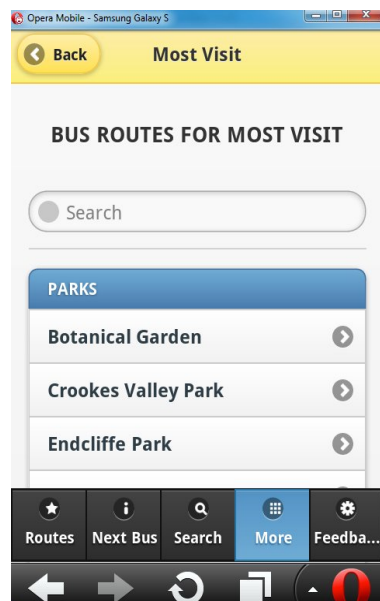 Opera Mobile - Samsung Galaxy S
Back
Most Visit
BUS ROUTES FOR MOST VISIT
Search
PARKS
Botanical Garden
Crookes Valley Park
Endcliffe Park
Routes
Next Bus
Search
More
Feedba...